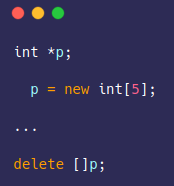 int *p;
p = new int[5];
...
delete []p;